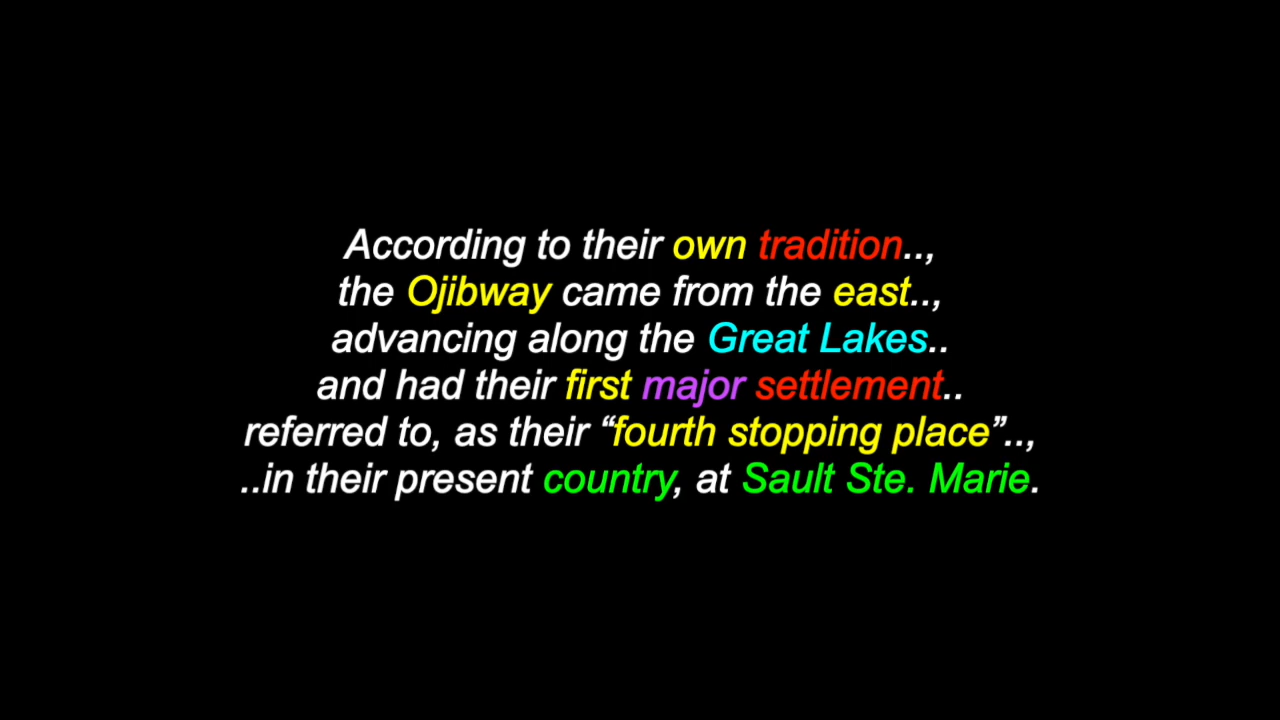 According to their own tradition..,
the Ojibway came from the east..,
advancing along the Great Lakes..
and had their first major settlement..
referred to, as their “fourth stopping place”..,
..in their present country, at Sault Ste. Marie.